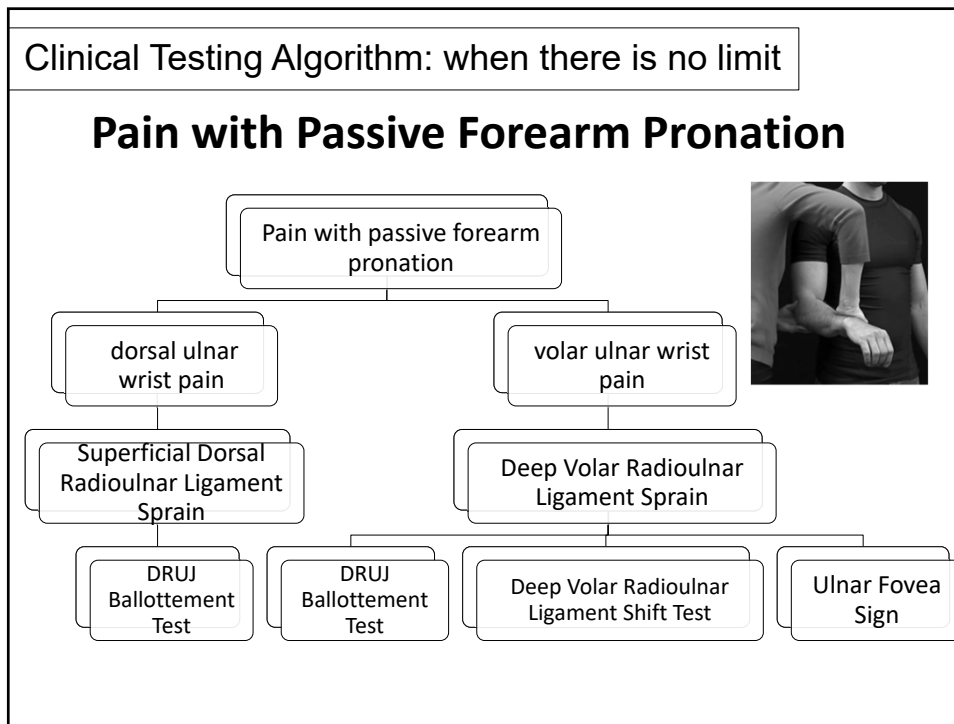 Clinical Testing Algorithm: when there is no limit
Pain with Passive Forearm Pronation
Pain with passive forearm
pronation
dorsal ulnar
wrist pain
volar ulnar wrist
pain
Superficial Dorsal
Radioulnar Ligament
Sprain
Deep Volar Radioulnar
Ligament Sprain
DRUJ
Ballottement
Test
DRUJ
Ballottement
Test
Deep Volar Radioulnar
Ligament Shift Test
Ulnar Fovea
Sign